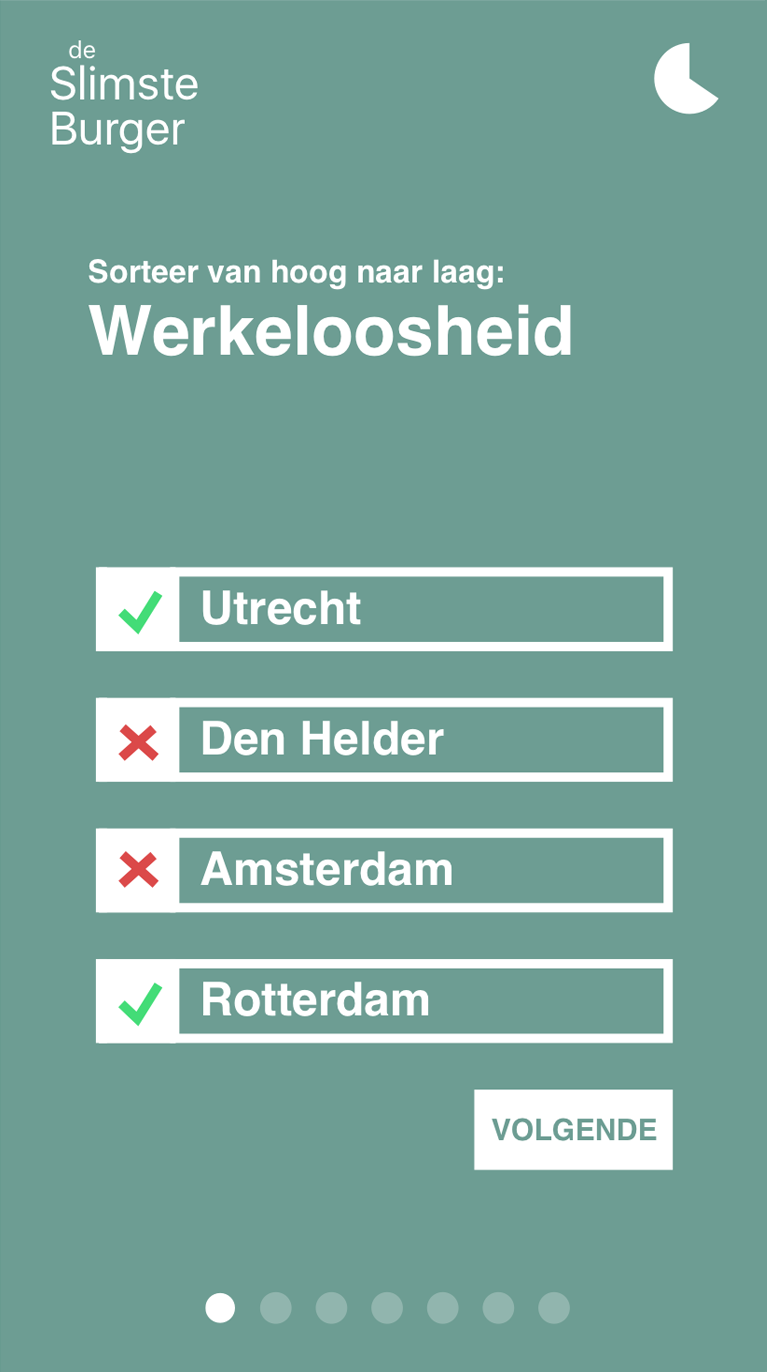 de
Slimste
Burger
Sorteer van hoog naar laag:
Werkeloosheid
Utrecht
Den Helder
Amsterdam
Rotterdam
VOLGENDE